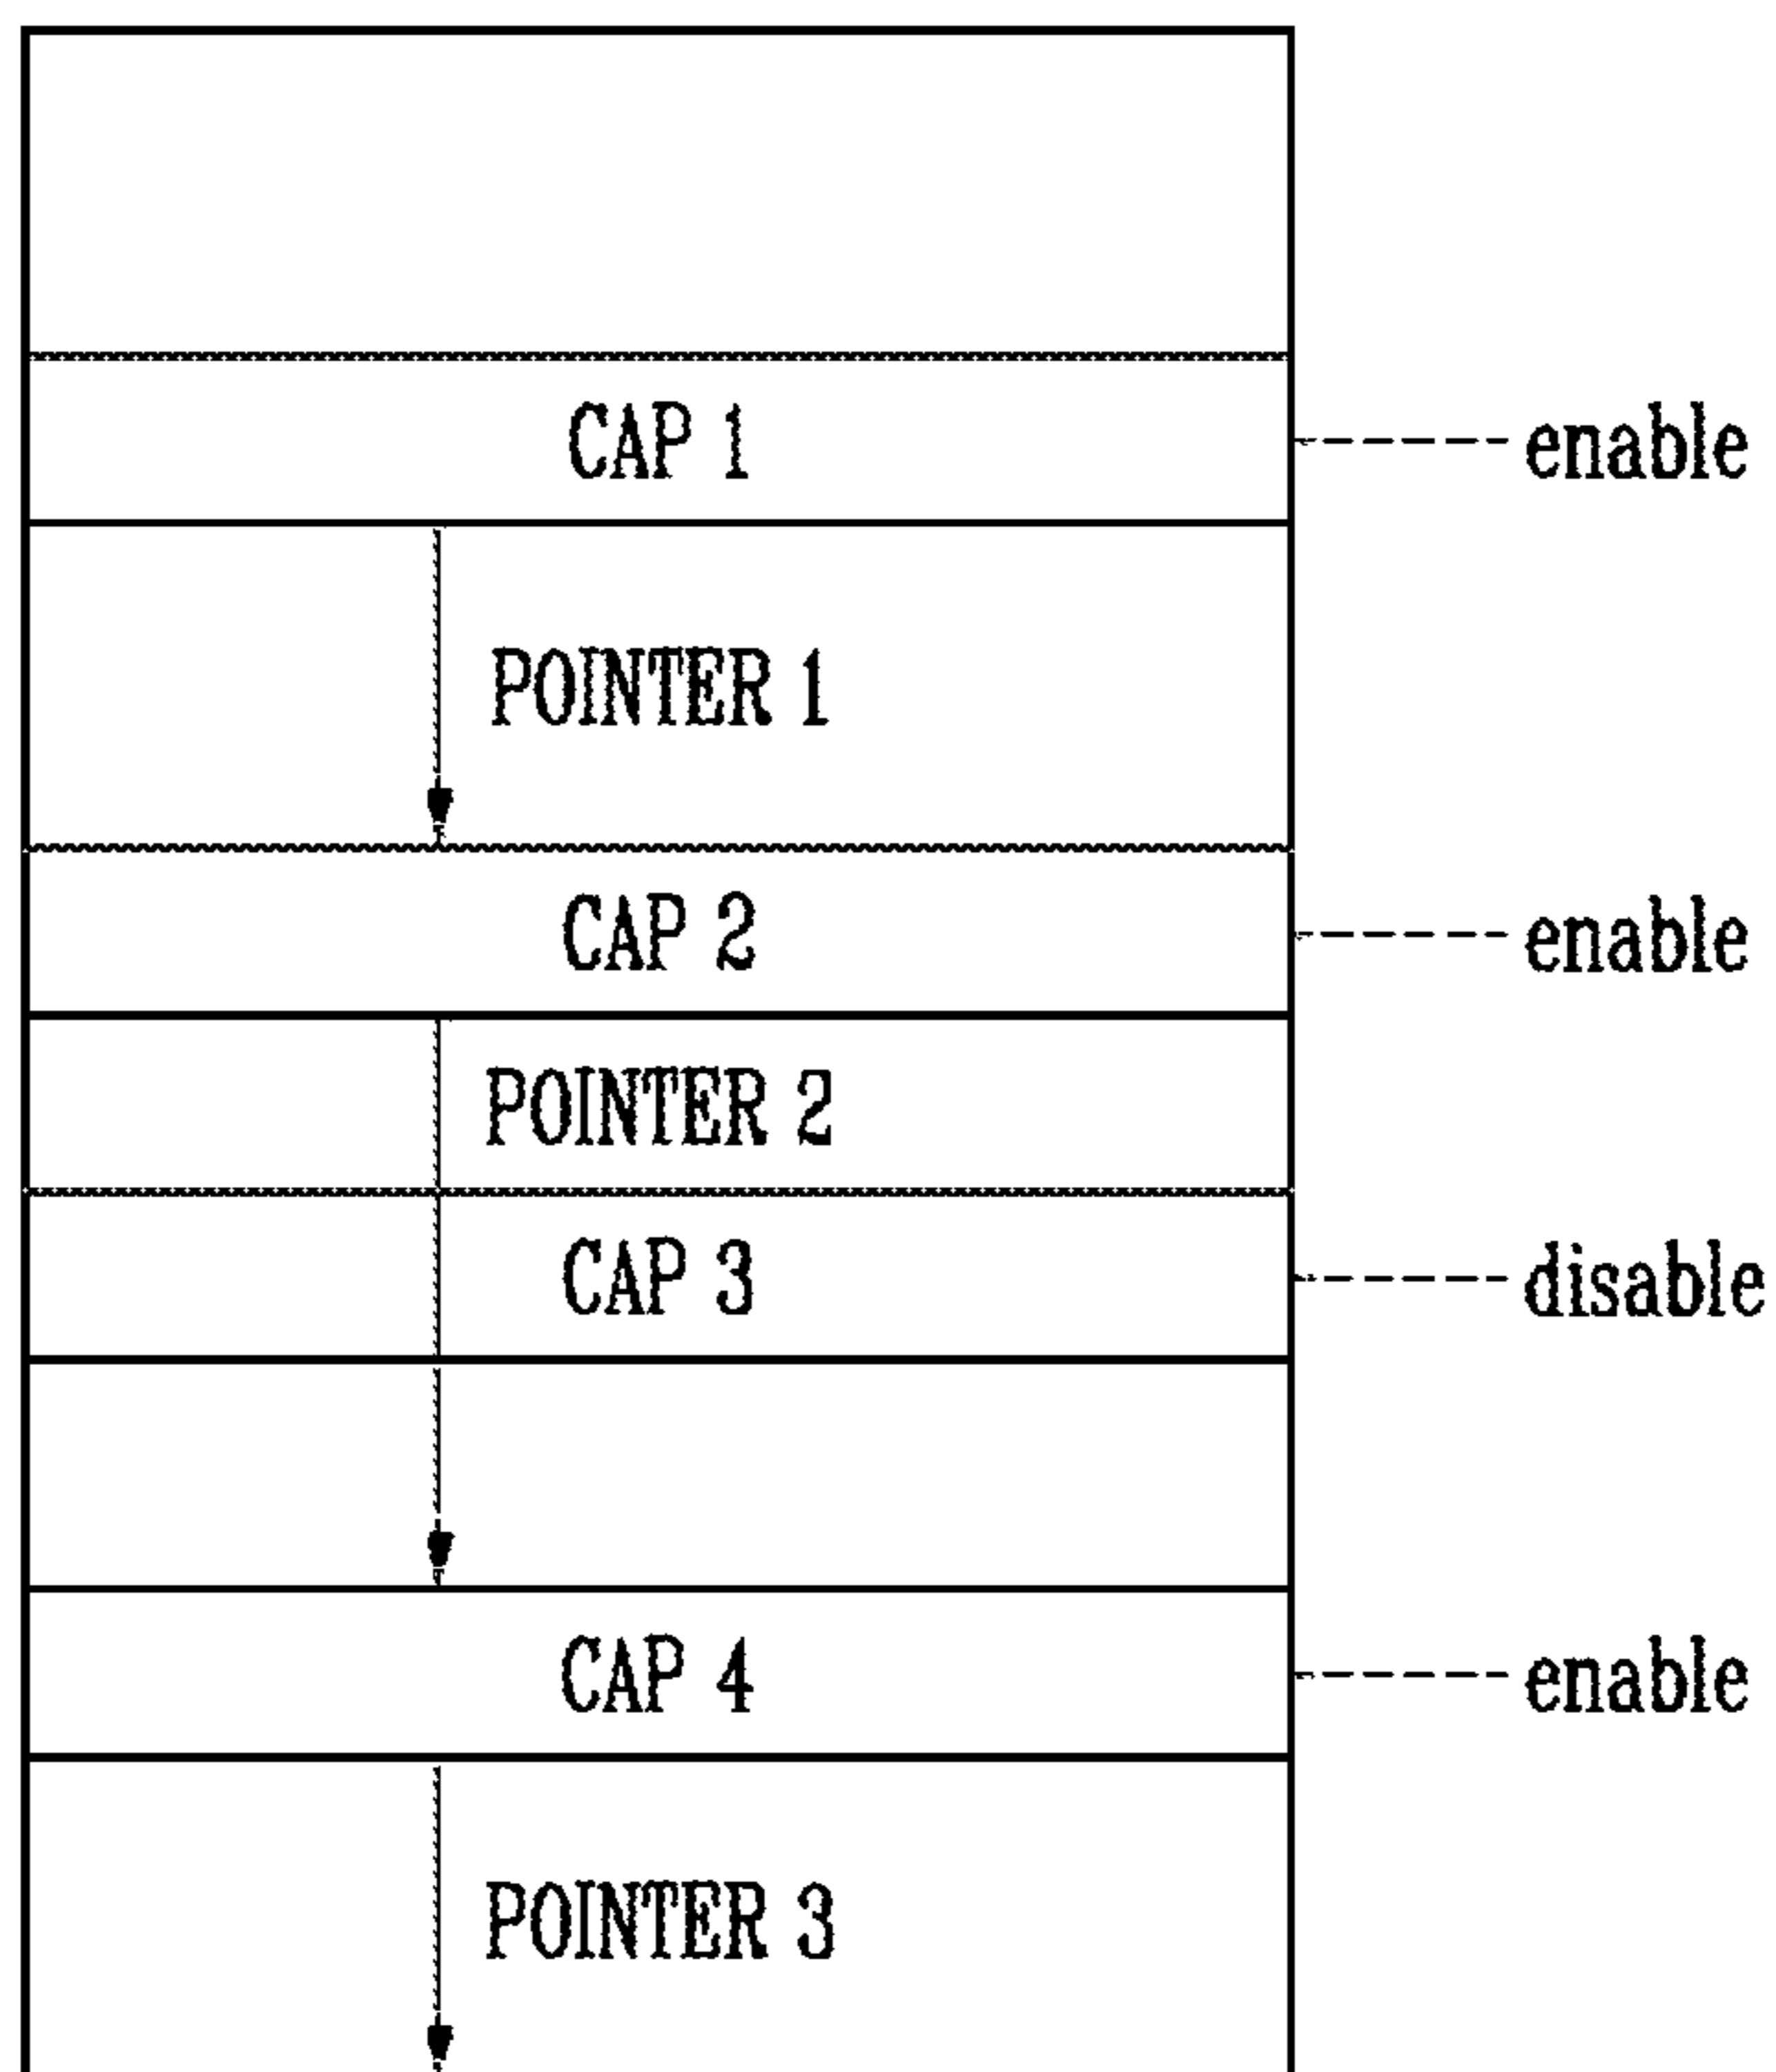 CAP 1 enable
POINTER 1
CAP 2 enable
POINTER 2
CAP 3 disable
CAP 4 enable
POINTER 3